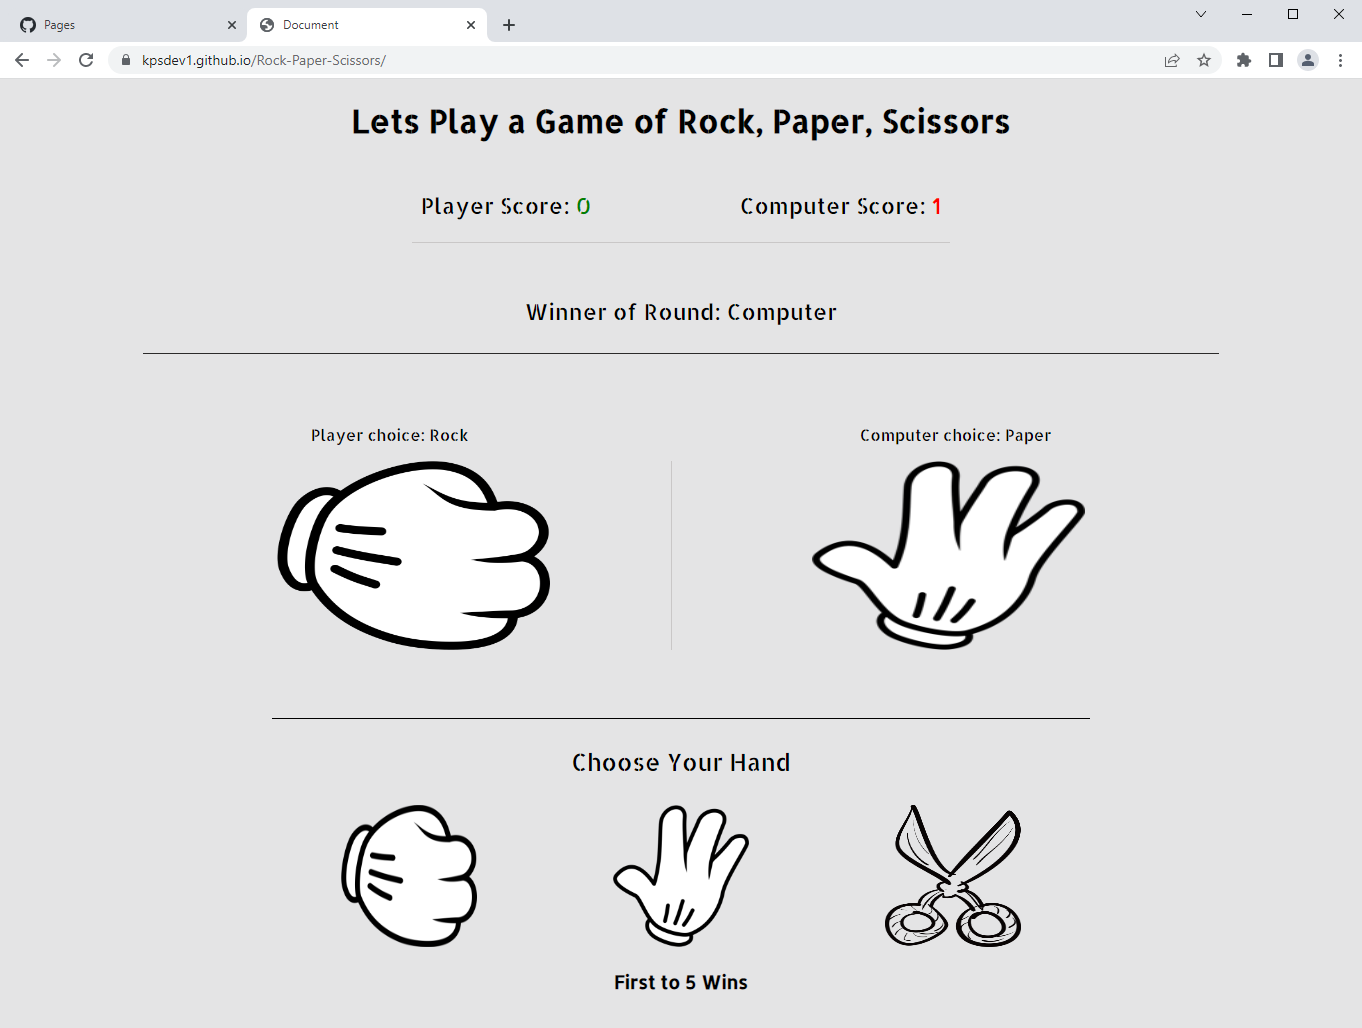 Pages
Document
kpsdev1.github.io/Rock-Paper-Scissors/
Lets Play a Game of Rock, Paper, Scissors
Player Score: 0
Computer Score: 1
Winner of Round: Computer
Player choice: Rock
Computer choice: Paper
Choose Your Hand
First to 5 Wins